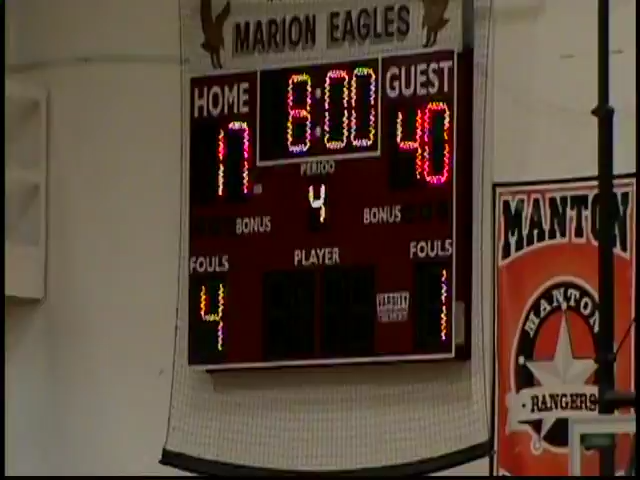 MARION EAGLES
HOME 8:00 GUEST
17 40
PERIOD
4
BONUS BONUS
FOULS PLAYER FOULS
4 1
VARSITY
MANTON
MANTON
RANGERS